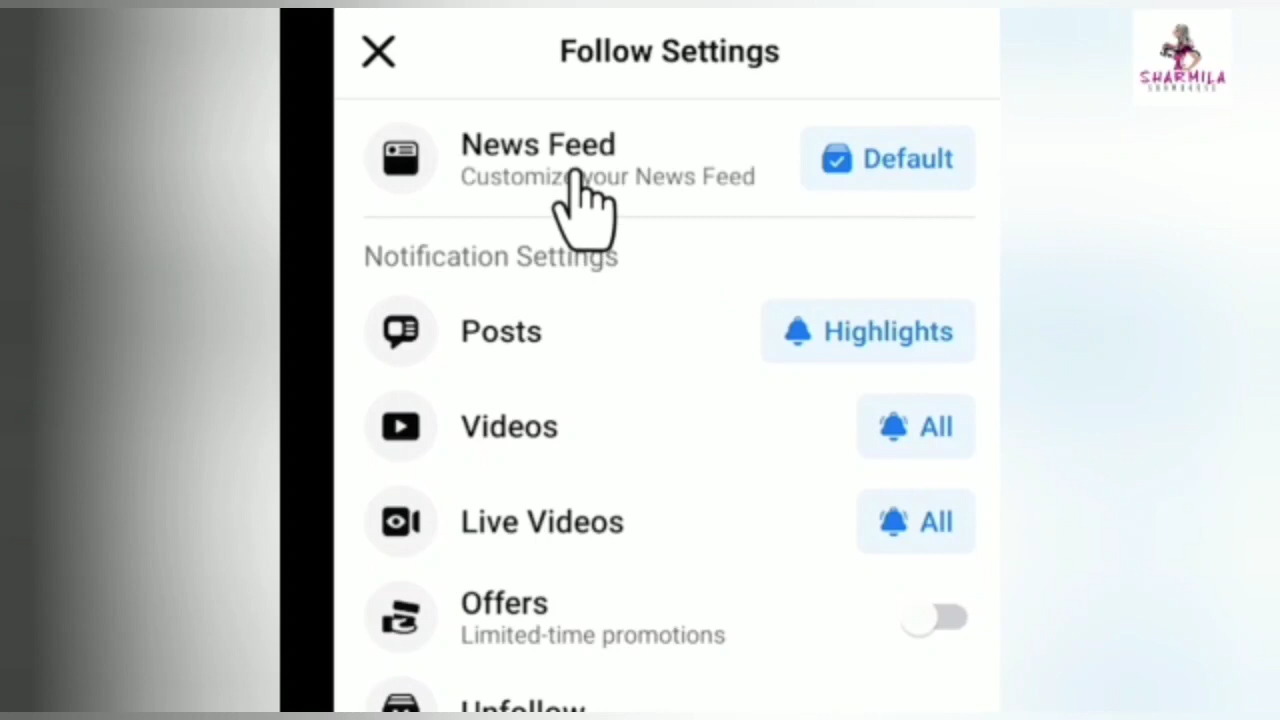 Follow Settings
SHARMILA
News Feed
Default
Customize your News Feed
Notification Settings
Posts
Highlights
Videos
All
Live Videos
All
Offers
Limited-time promotions
Unfollow